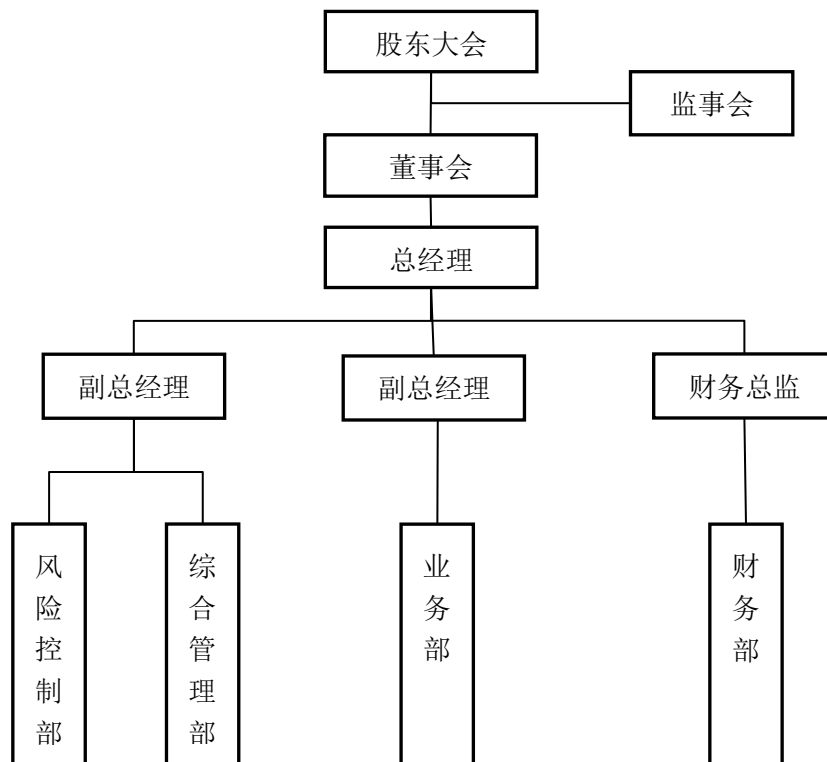 股东大会
监事会
董事会
总经理
副总经理
副总经理
财务总监
风险控制部
综合管理部
业务部
财务部